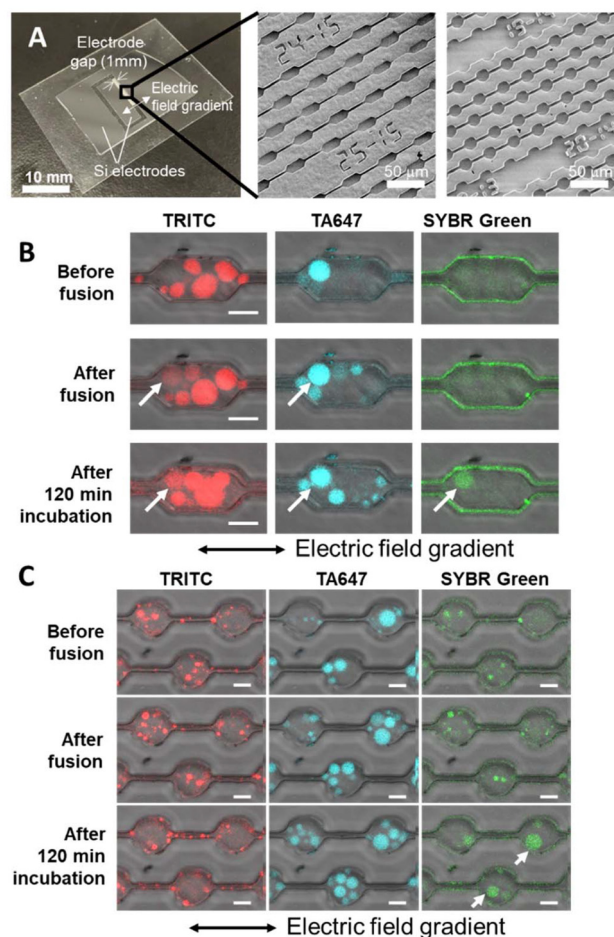 A
Electrode
gap (1mm)
Electric
field gradient
Si electrodes
10 mm
24-15
25-15
50 μm
20-
50 μm
B
TRITC
TA647
SYBR Green
Before
fusion
After
fusion
After
120 min
incubation
Electric field gradient
C
TRITC
TA647
SYBR Green
Before
fusion
After
fusion
After
120 min
incubation
Electric field gradient